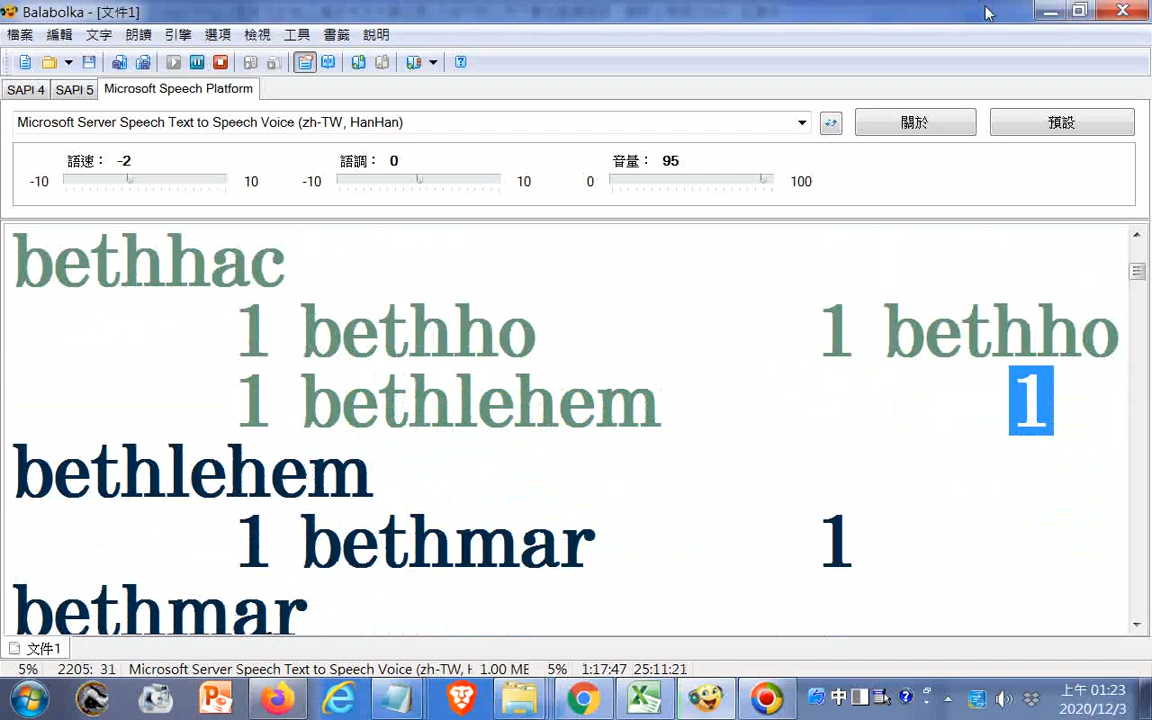 Balabolka - [文件1]
檔案 編輯 文字 朗讀 引擎 選項 檢視 工具 書籤 說明
SAPI 4 SAPI 5 Microsoft Speech Platform
Microsoft Server Speech Text to Speech Voice (zh-TW, HanHan) 關於 預設
語速： -2 語調： 0 音量： 95
-10 10 -10 10 0 100
bethhac
1 bethho 1 bethho
1 bethlehem 1
bethlehem
1 bethmar 1
bethmar
文件1
5% 2205: 31 Microsoft Server Speech Text to Speech Voice (zh-TW, 1.00 ME 5% 1:17:47 25:11:21
中 上午 01:23
2020/12/3